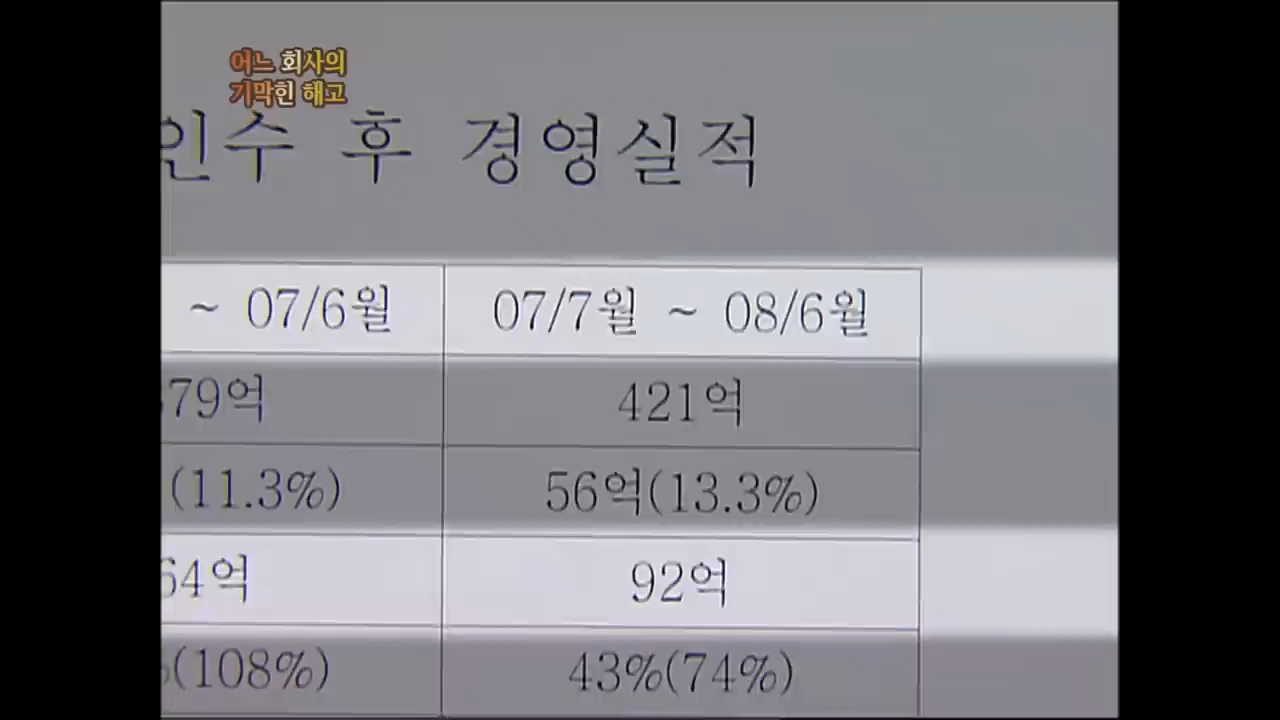 어느 회사의
기막힌 해고
인수 후 경영실적
~ 07/6월 07/7월 ~ 08/6월
79억 421억
(11.3%) 56억(13.3%)
64억 92억
(108%) 43%(74%)